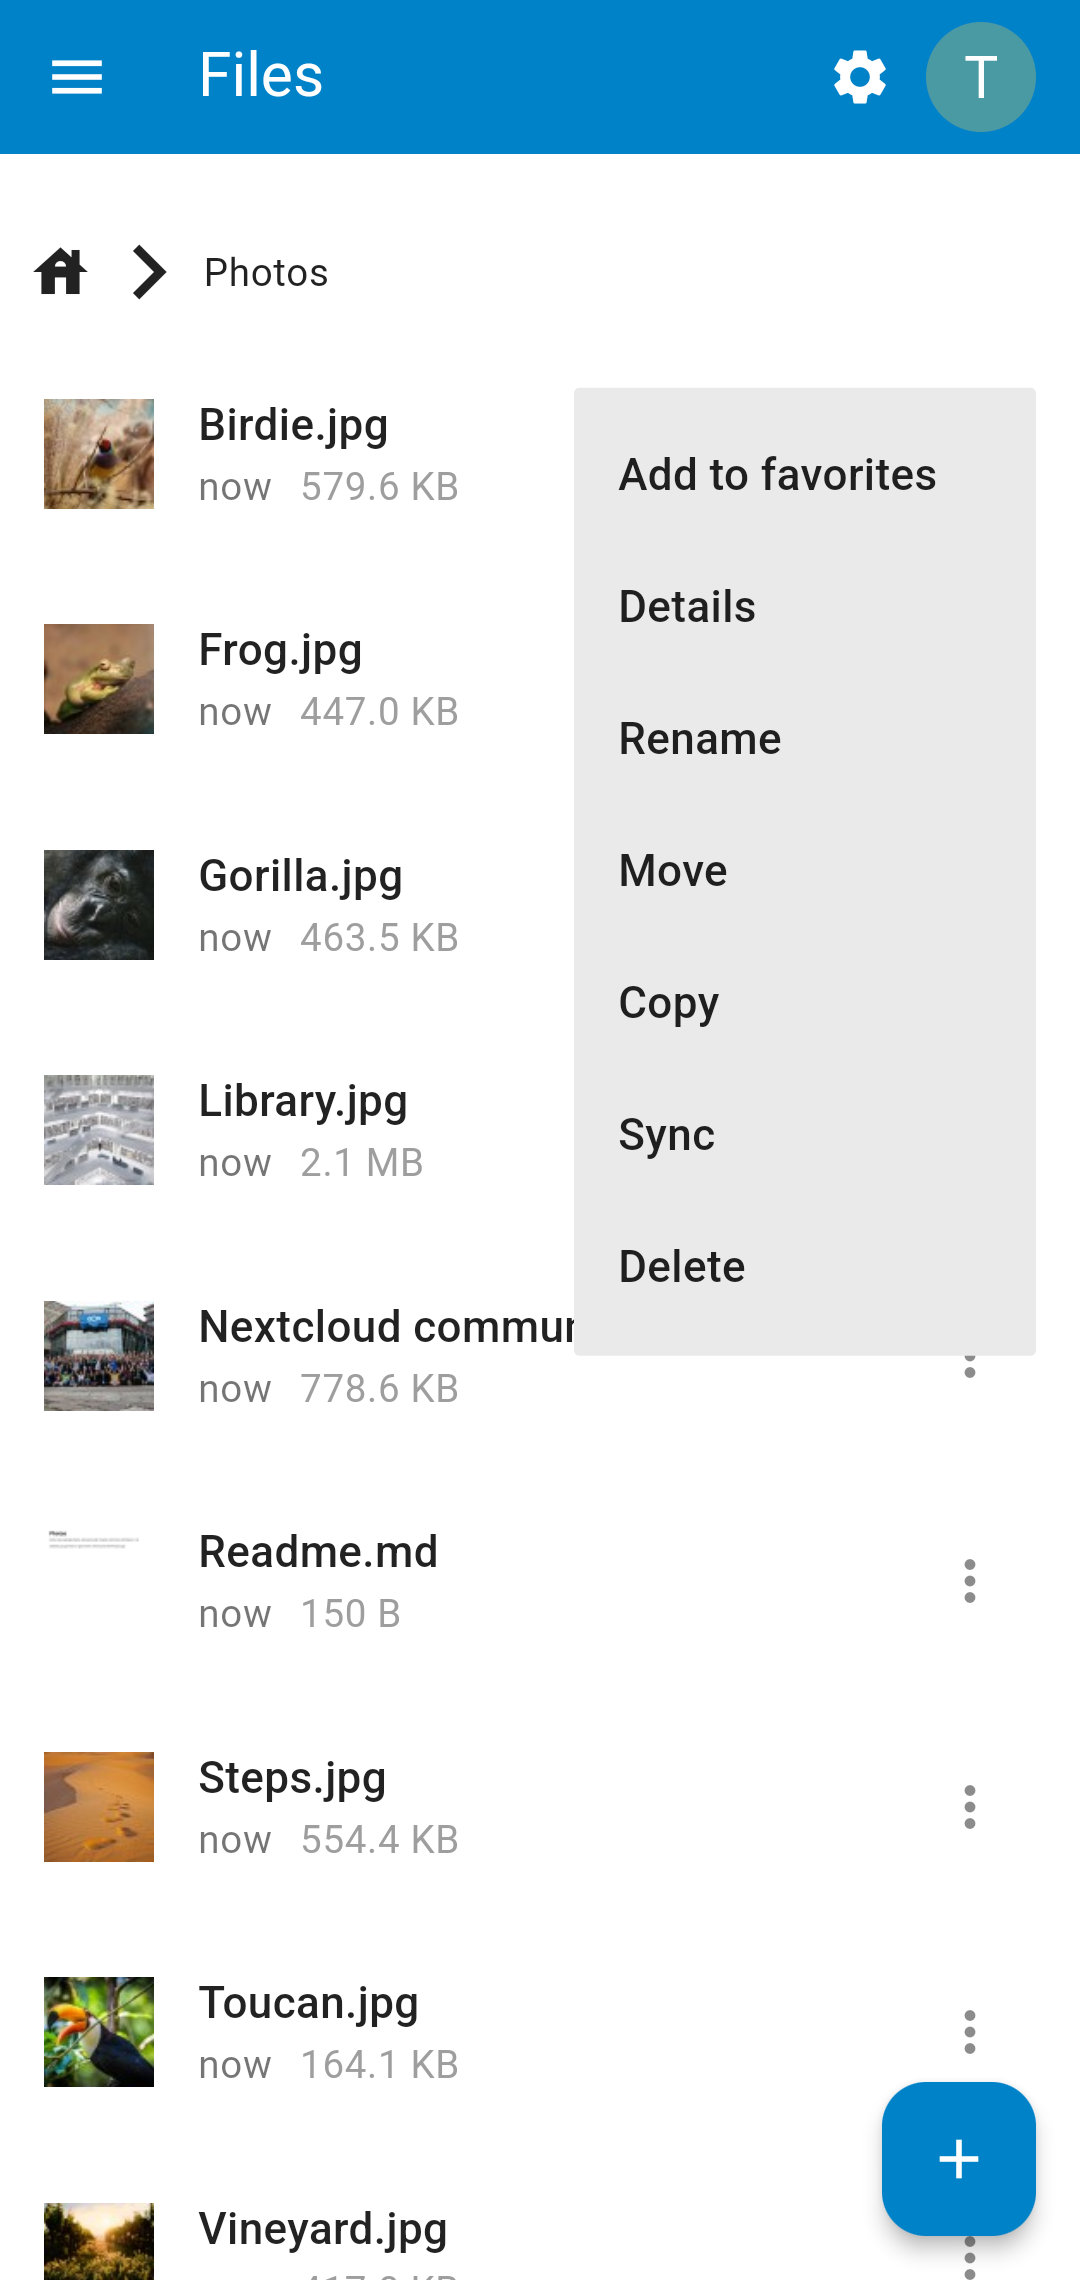 Files
T
Photos
Birdie.jpg
now 579.6 KB
Frog.jpg
now 447.0 KB
Gorilla.jpg
now 463.5 KB
Library.jpg
now 2.1 MB
Nextcloud commun
now 778.6 KB
Readme.md
now 150 B
Steps.jpg
now 554.4 KB
Toucan.jpg
now 164.1 KB
Vineyard.jpg
Add to favorites
Details
Rename
Move
Copy
Sync
Delete